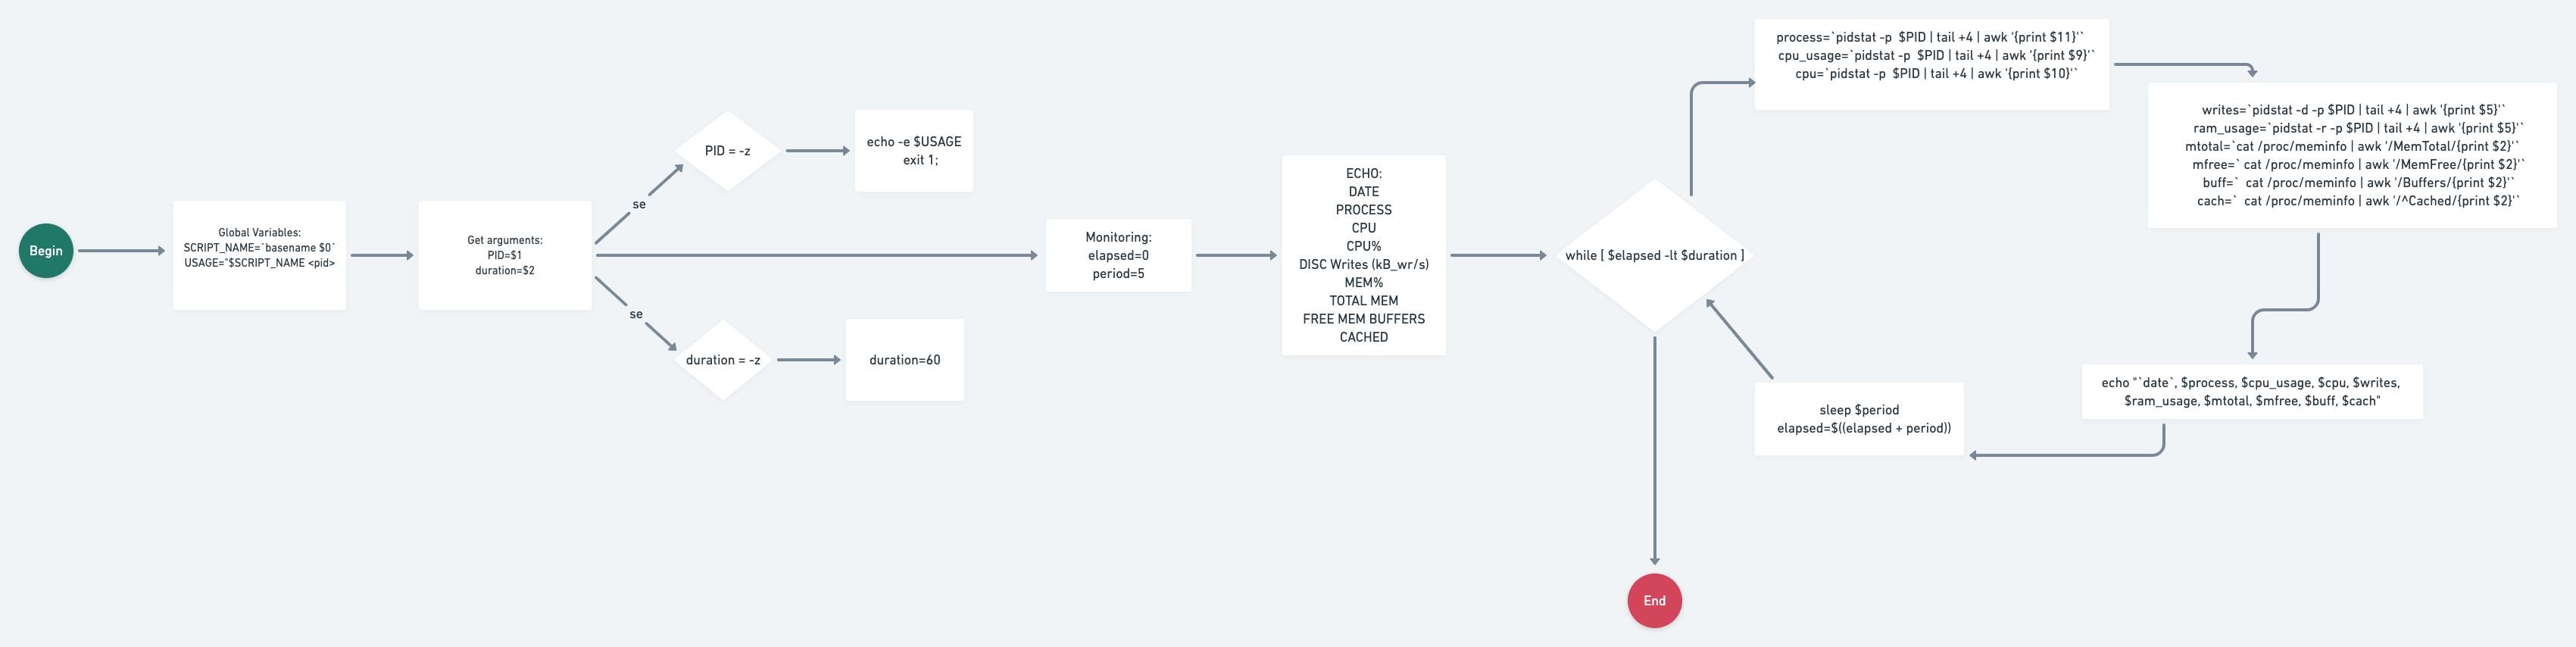 Begin
Global Variables:
SCRIPT_NAME=`basename $0`
USAGE="$SCRIPT_NAME <pid>
Get arguments:
PID=$1
duration=$2
se
PID = -z
echo -e $USAGE
exit 1;
se
duration = -z
duration=60
Monitoring:
elapsed=0
period=5
ECHO:
DATE
PROCESS
CPU
CPU%
DISC Writes (kB_wr/s)
MEM%
TOTAL MEM
FREE MEM BUFFERS
CACHED
while [ $elapsed -lt $duration ]
process=`pidstat -p  $PID | tail +4 | awk '{print $11}'`
cpu_usage=`pidstat -p  $PID | tail +4 | awk '{print $9}'`
cpu=`pidstat -p  $PID | tail +4 | awk '{print $10}'`
writes=`pidstat -d -p $PID | tail +4 | awk '{print $5}'`
ram_usage=`pidstat -r -p $PID | tail +4 | awk '{print $5}'`
mtotal=`cat /proc/meminfo | awk '/MemTotal/{print $2}'`
mfree=` cat /proc/meminfo | awk '/MemFree/{print $2}'`
buff=`  cat /proc/meminfo | awk '/Buffers/{print $2}'`
cach=`  cat /proc/meminfo | awk '/^Cached/{print $2}'`
echo "`date`, $process, $cpu_usage, $cpu, $writes,
$ram_usage, $mtotal, $mfree, $buff, $cach"
sleep $period
elapsed=$((elapsed + period))
End